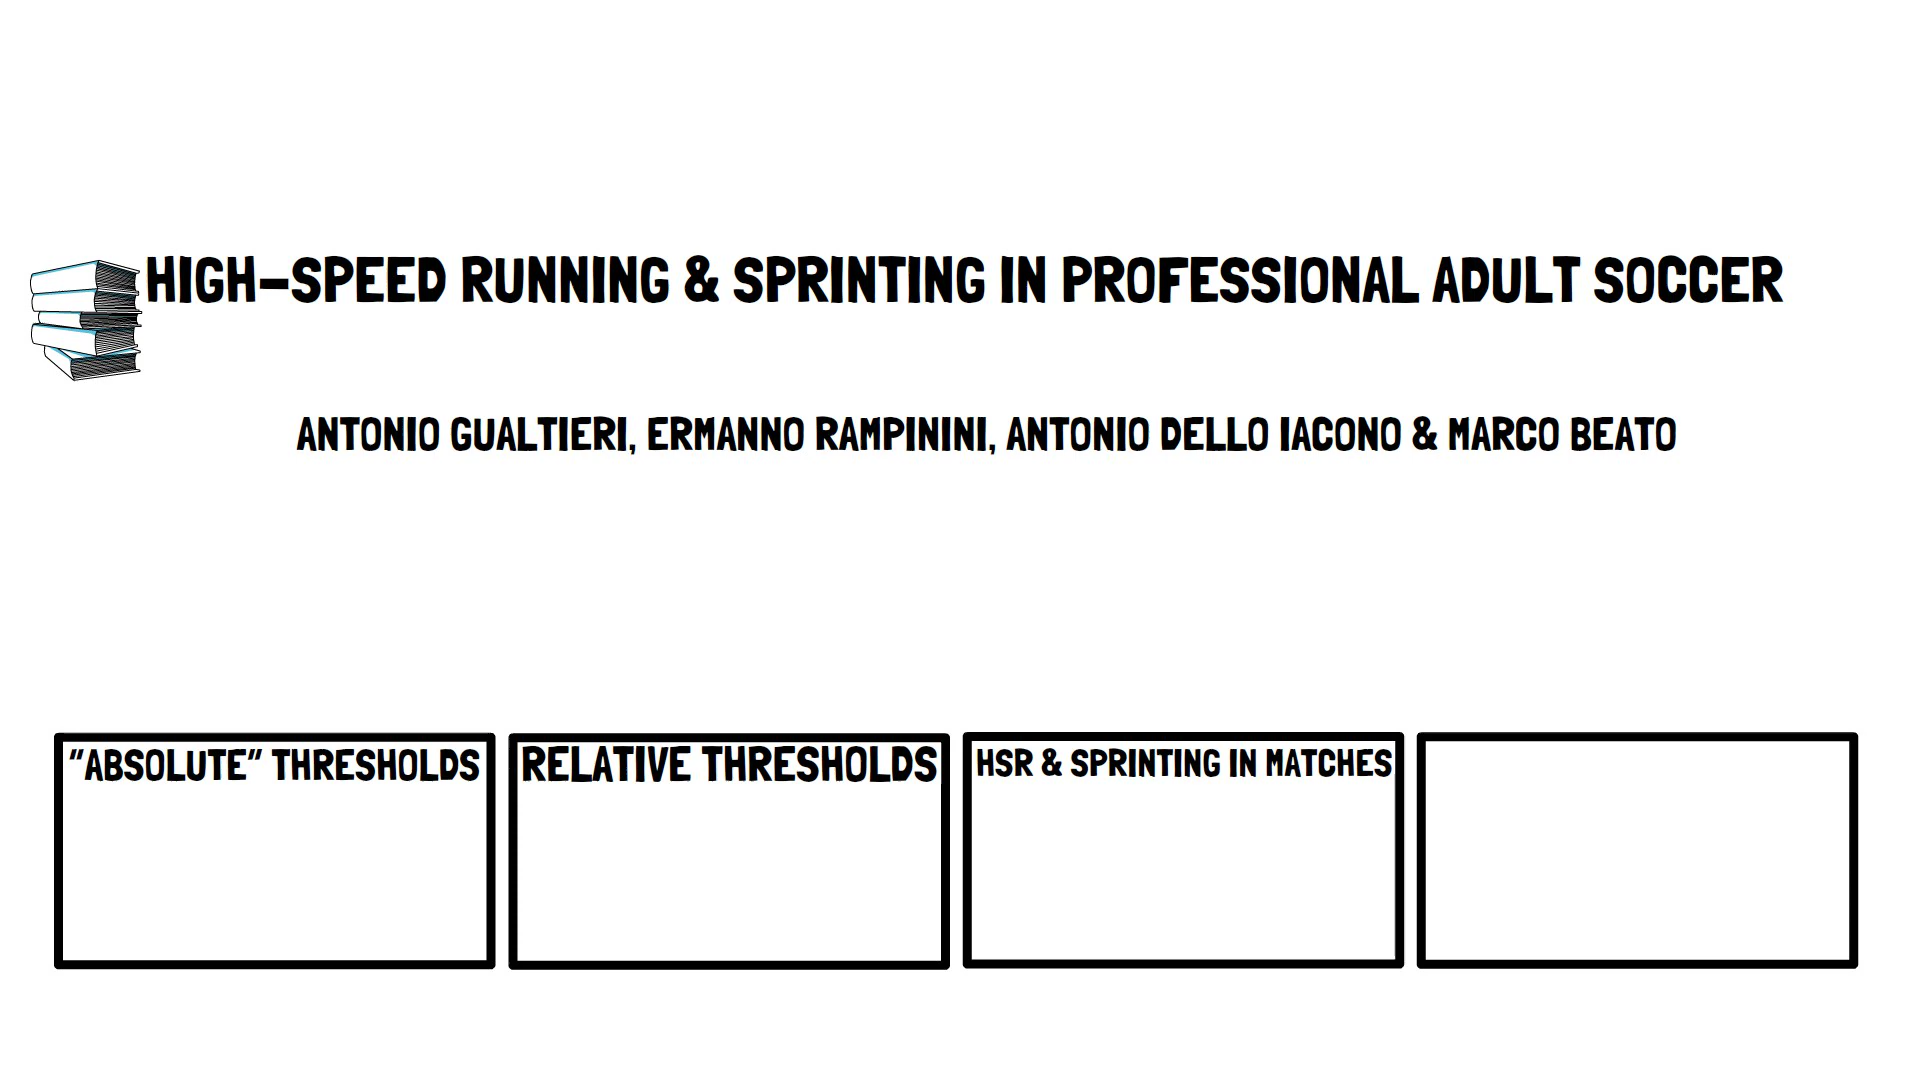 HIGH-SPEED RUNNING & SPRINTING IN PROFESSIONAL ADULT SOCCER
ANTONIO GUALTIERI, ERMANNO RAMPININI, ANTONIO DELLO IACONO & MARCO BEATO
"ABSOLUTE" THRESHOLDS
RELATIVE THRESHOLDS
HSR & SPRINTING IN MATCHES